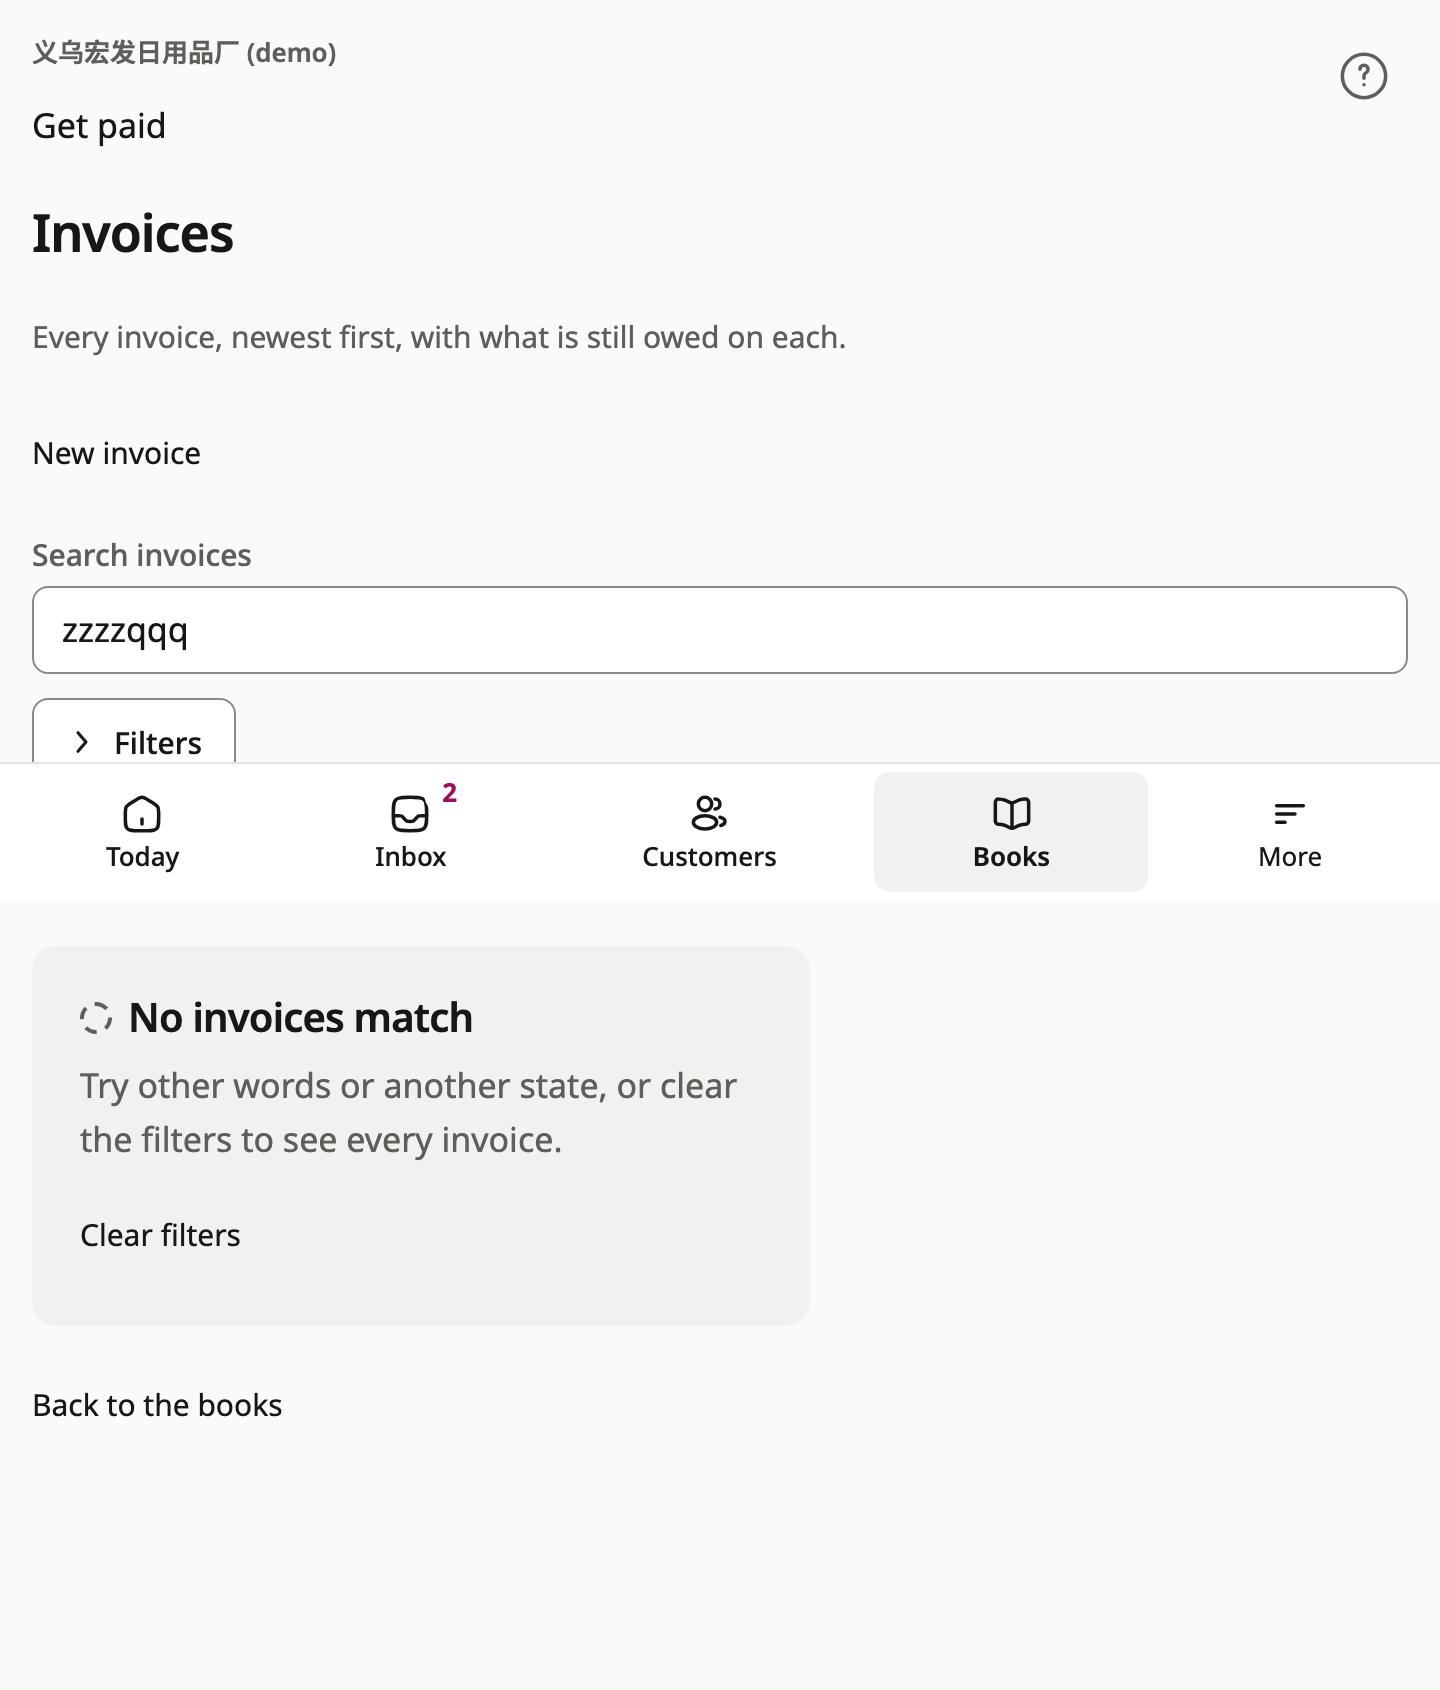 义乌宏发日用品厂 (demo)
Get paid
Invoices
Every invoice, newest first, with what is still owed on each.
New invoice
Search invoices
zzzzqqq
Filters
2
Today
Inbox
Customers
Books
More
No invoices match
Try other words or another state, or clear
the filters to see every invoice.
Clear filters
Back to the books